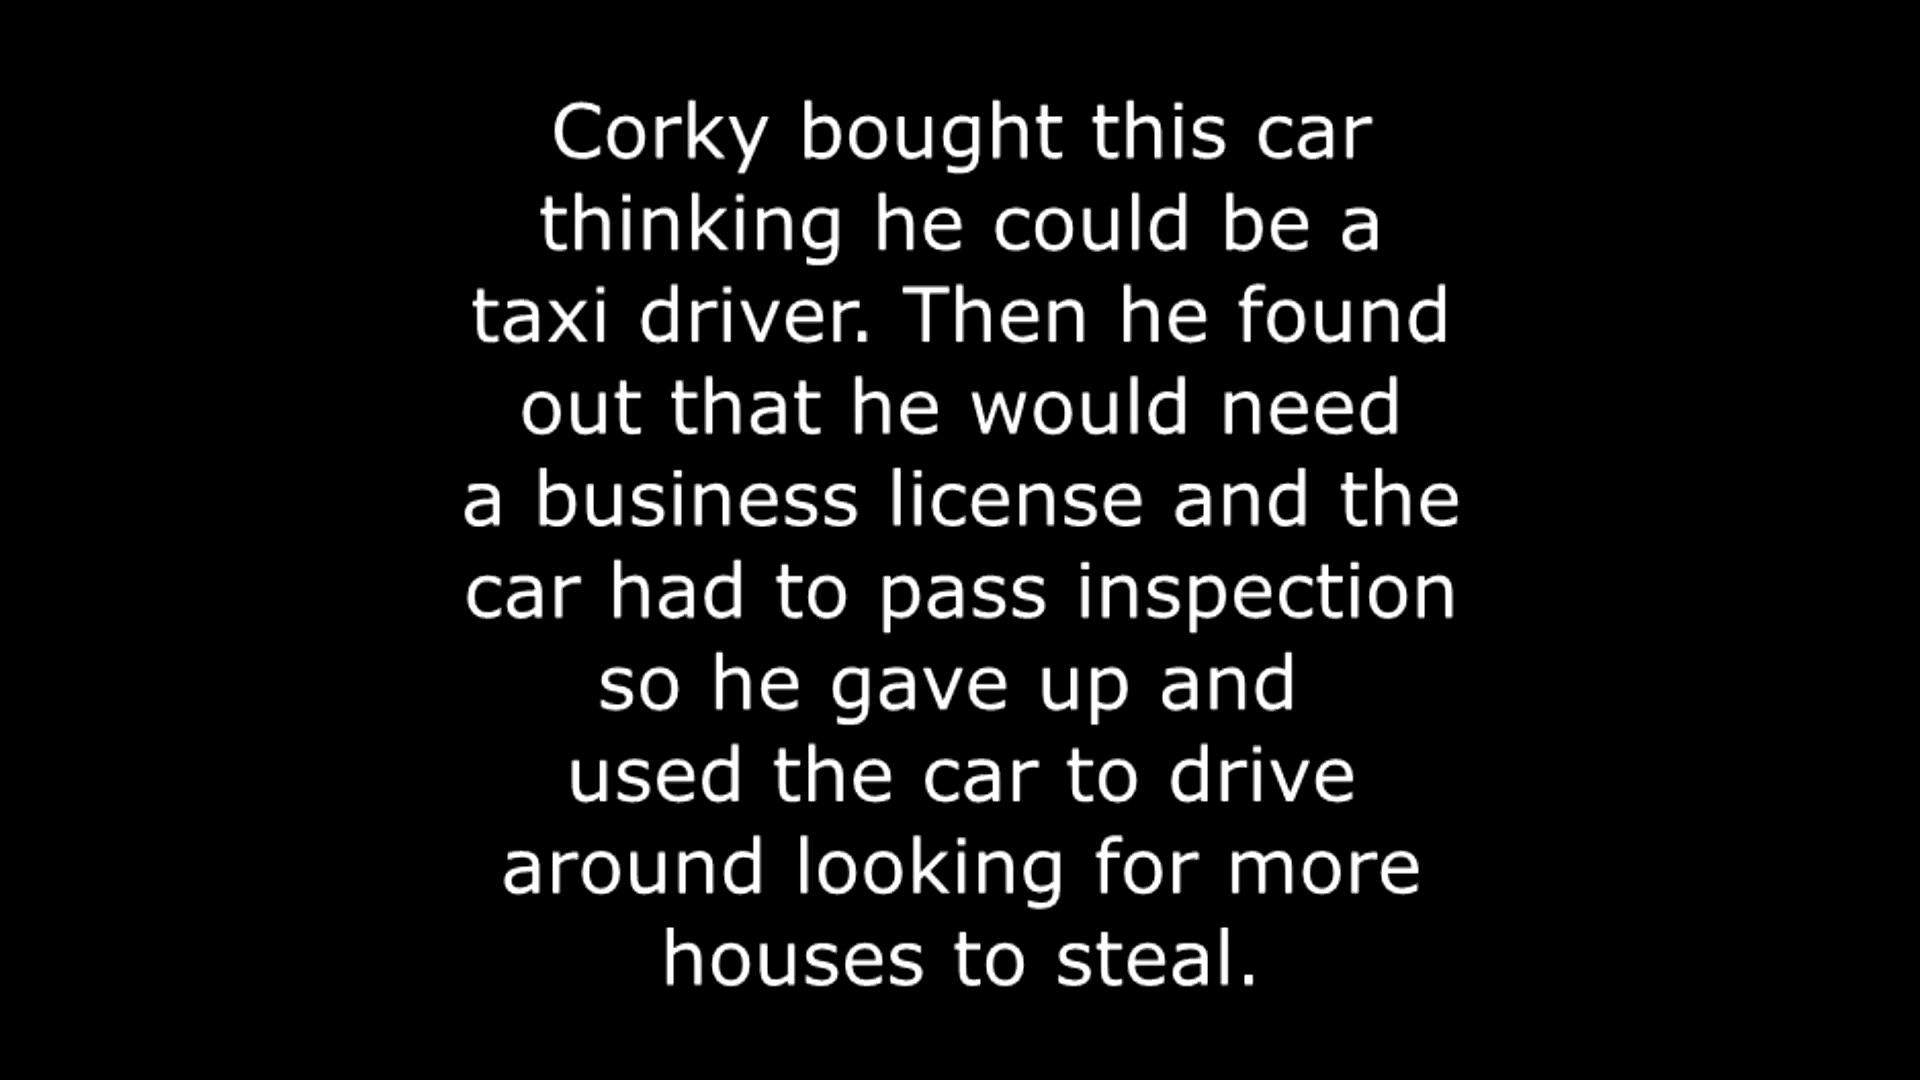 Corky bought this car
thinking he could be a
taxi driver. Then he found
out that he would need
a business license and the
car had to pass inspection
so he gave up and
used the car to drive
around looking for more
houses to steal.